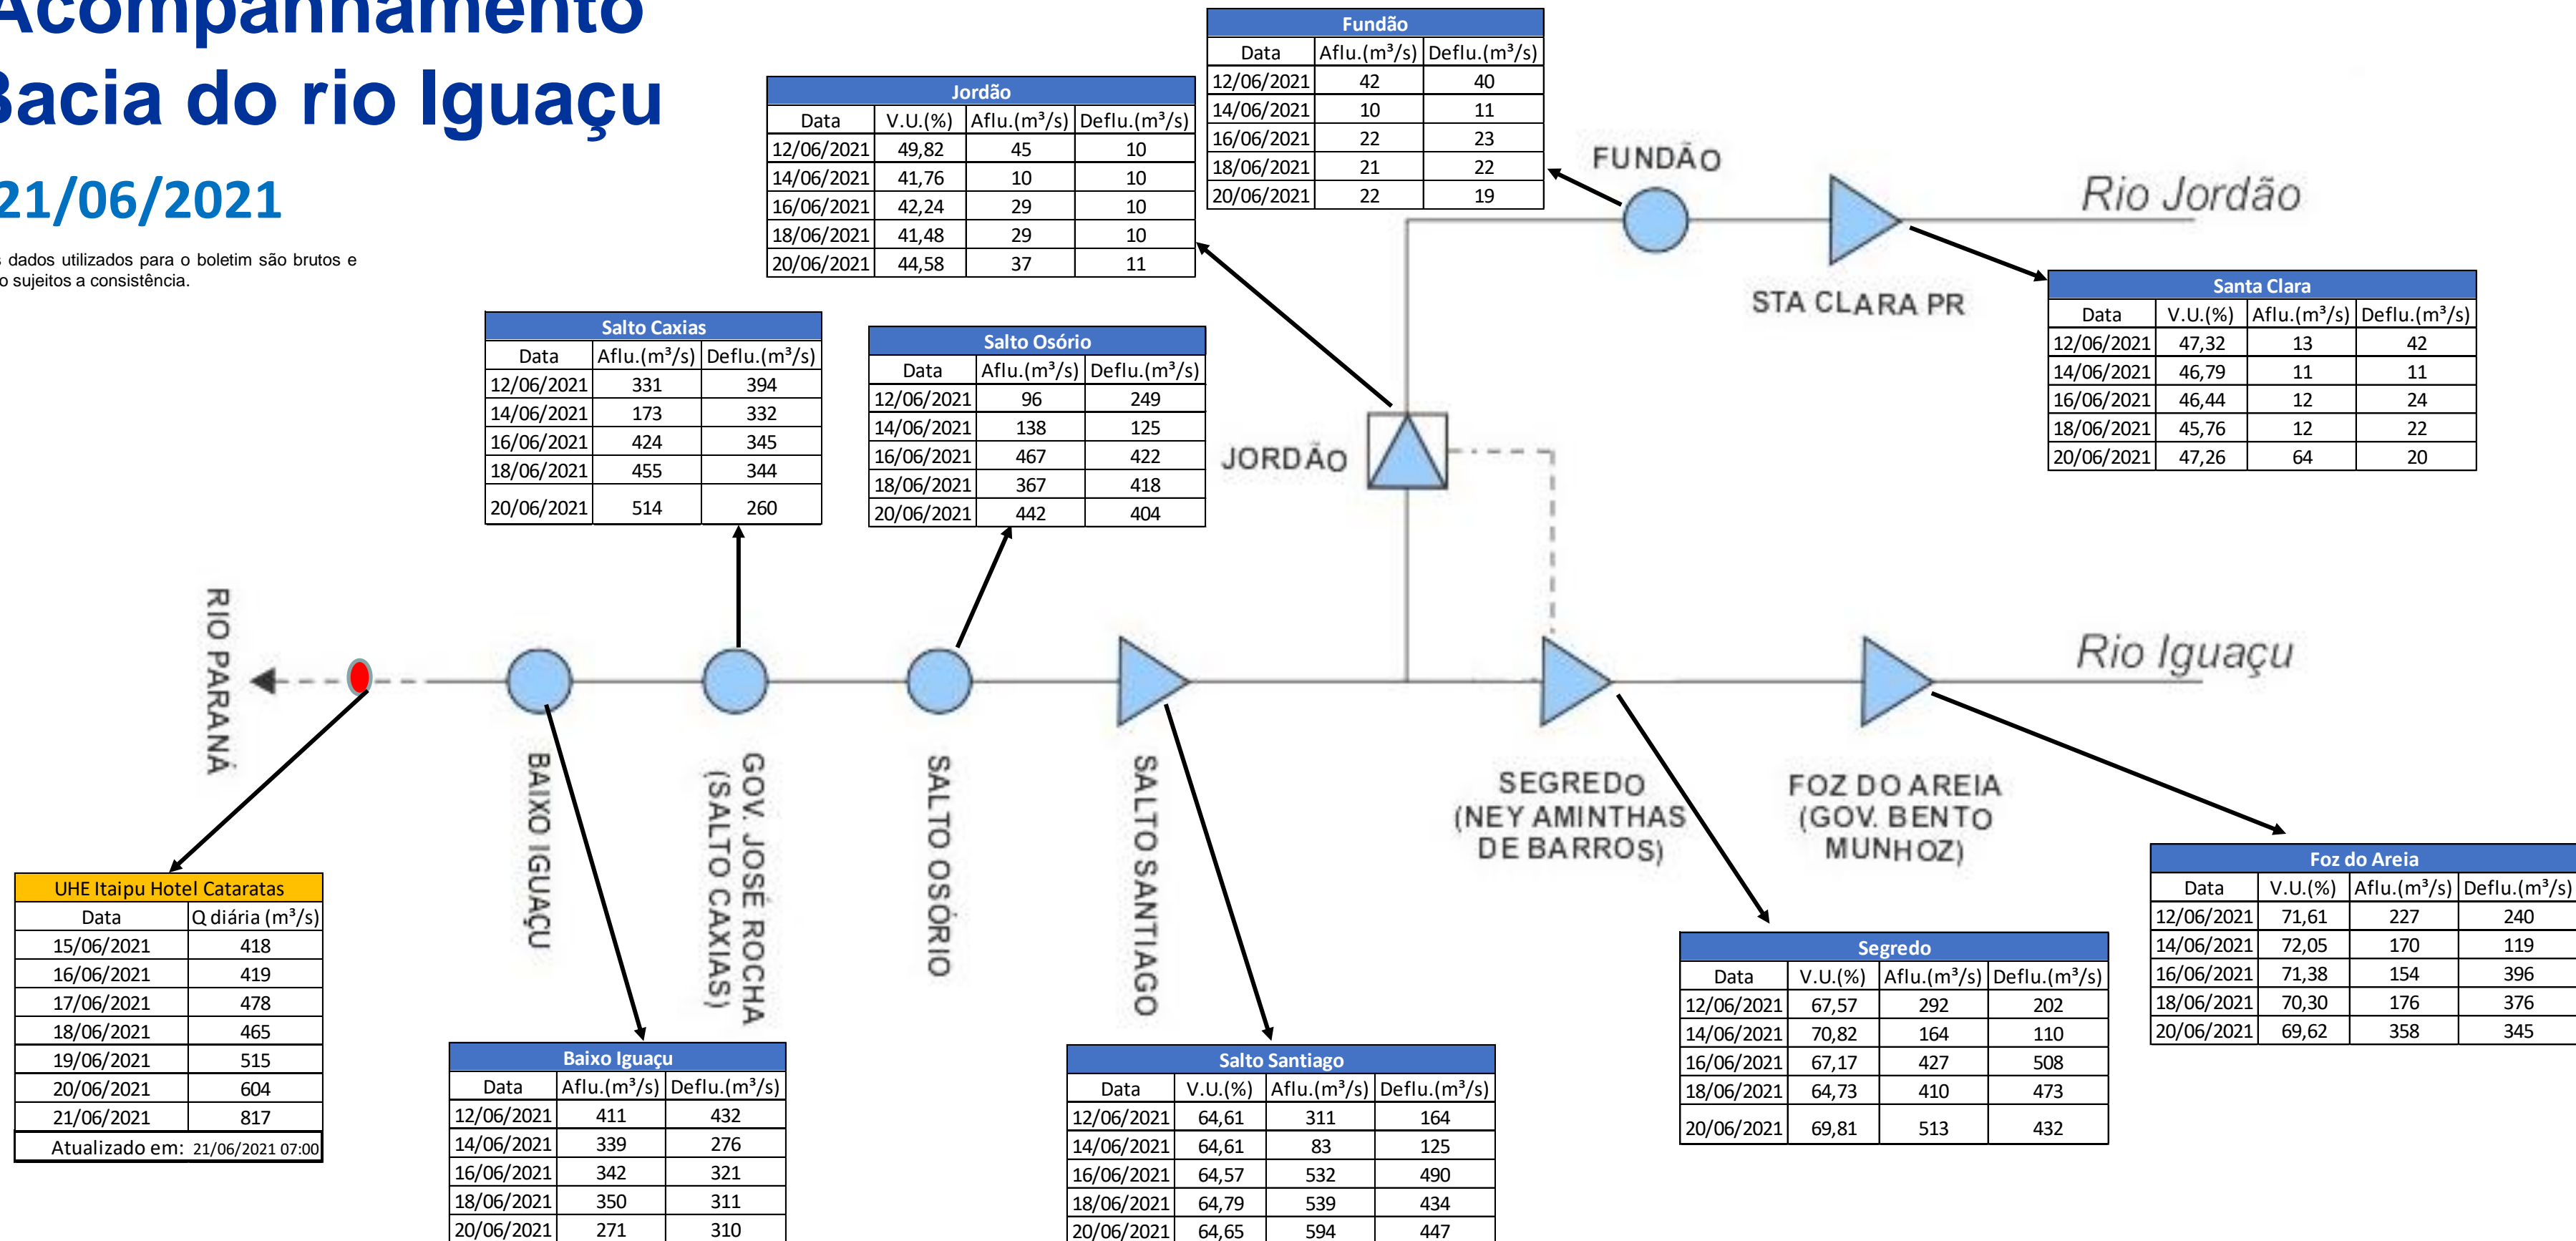 Acompanhamento
Bacia do rio Iguaçu
21/06/2021
dados utilizados para o boletim são brutos e
sujeitos a consistência.
Fundão
Data Aflu.(m³/s) Deflu.(m³/s)
12/06/2021 42 40
14/06/2021 10 11
16/06/2021 22 23
18/06/2021 21 22
20/06/2021 22 19
Jordão
Data V.U.(%) Aflu.(m³/s) Deflu.(m³/s)
12/06/2021 49,82 45 10
14/06/2021 41,76 10 10
16/06/2021 42,24 29 10
18/06/2021 41,48 29 10
20/06/2021 44,58 37 11
FUNDÃO
Rio Jordão
STA CLARA PR
Santa Clara
Data V.U.(%) Aflu.(m³/s) Deflu.(m³/s)
12/06/2021 47,32 13 42
14/06/2021 46,79 11 11
16/06/2021 46,44 12 24
18/06/2021 45,76 12 22
20/06/2021 47,26 64 20
Salto Caxias
Data Aflu.(m³/s) Deflu.(m³/s)
12/06/2021 331 394
14/06/2021 173 332
16/06/2021 424 345
18/06/2021 455 344
20/06/2021 514 260
Salto Osório
Data Aflu.(m³/s) Deflu.(m³/s)
12/06/2021 96 249
14/06/2021 138 125
16/06/2021 467 422
18/06/2021 367 418
20/06/2021 442 404
JORDÃO
RIO PARANÁ
Rio Iguaçu
BAIXO IGUAÇU
GOV. JOSÉ ROCHA
(SALTO CAXIAS)
SALTO OSÓRIO
SALTO SANTIAGO
SEGREDO
(NEY AMINTHAS
DE BARROS)
FOZ DO AREIA
(GOV. BENTO
MUNHOZ)
UHE Itaipu Hotel Cataratas
Data Q diária (m³/s)
15/06/2021 418
16/06/2021 419
17/06/2021 478
18/06/2021 465
19/06/2021 515
20/06/2021 604
21/06/2021 817
Atualizado em: 21/06/2021 07:00
Baixo Iguaçu
Data Aflu.(m³/s) Deflu.(m³/s)
12/06/2021 411 432
14/06/2021 339 276
16/06/2021 342 321
18/06/2021 350 311
20/06/2021 271 310
Salto Santiago
Data V.U.(%) Aflu.(m³/s) Deflu.(m³/s)
12/06/2021 64,61 311 164
14/06/2021 64,61 83 125
16/06/2021 64,57 532 490
18/06/2021 64,79 539 434
20/06/2021 64,65 594 447
Segredo
Data V.U.(%) Aflu.(m³/s) Deflu.(m³/s)
12/06/2021 67,57 292 202
14/06/2021 70,82 164 110
16/06/2021 67,17 427 508
18/06/2021 64,73 410 473
20/06/2021 69,81 513 432
Foz do Areia
Data V.U.(%) Aflu.(m³/s) Deflu.(m³/s)
12/06/2021 71,61 227 240
14/06/2021 72,05 170 119
16/06/2021 71,38 154 396
18/06/2021 70,30 176 376
20/06/2021 69,62 358 345